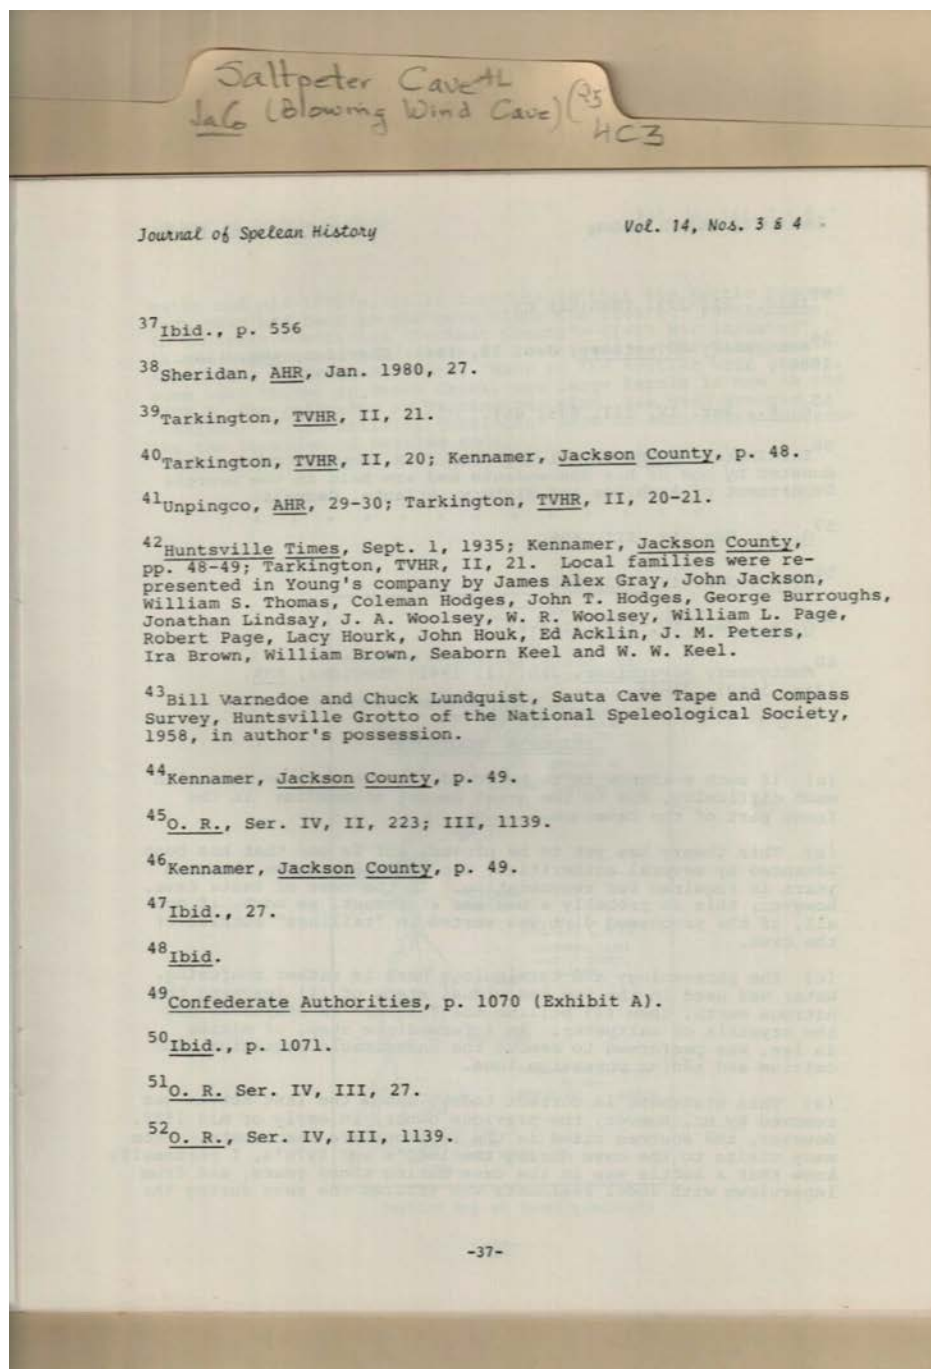 Saltpeter Cave AL
JaC (Blowing Wind Cave)
4C3
Journal of Spelean History Vol. 14, Nos. 3 & 4
37Ibid., p. 556
38Sheridan, AHR, Jan. 1980, 27.
39Tarkington, TVHR, II, 21.
40Tarkington, TVHR, II, 20; Kennamer, Jackson County, p. 48.
41Unpingco, AHR, 29-30; Tarkington, TVHR, II, 20-21.
42Huntsville Times, Sept. 1, 1935; Kennamer, Jackson County,
pp. 48-49; Tarkington, TVHR, II, 21. Local families were re-
presented in Young's company by James Alex Gray, John Jackson,
William S. Thomas, Coleman Hodges, John T. Hodges, George Burroughs,
Jonathan Lindsay, J. A. Woolsey, W. R. Woolsey, William L. Page,
Robert Page, Lacy Hourk, John Houk, Ed Acklin, J. M. Peters,
Ira Brown, William Brown, Seaborn Keel and W. W. Keel.
43Bill Varnedoe and Chuck Lundquist, Sauta Cave Tape and Compass
Survey, Huntsville Grotto of the National Speleological Society,
1958, in author's possession.
44Kennamer, Jackson County, p. 49.
45O. R., Ser. IV, II, 223; III, 1139.
46Kennamer, Jackson County, p. 49.
47Ibid., 27.
48Ibid.
49Confederate Authorities, p. 1070 (Exhibit A).
50Ibid., p. 1071.
51O. R. Ser. IV, III, 27.
52O. R., Ser. IV, III, 1139.
-37-